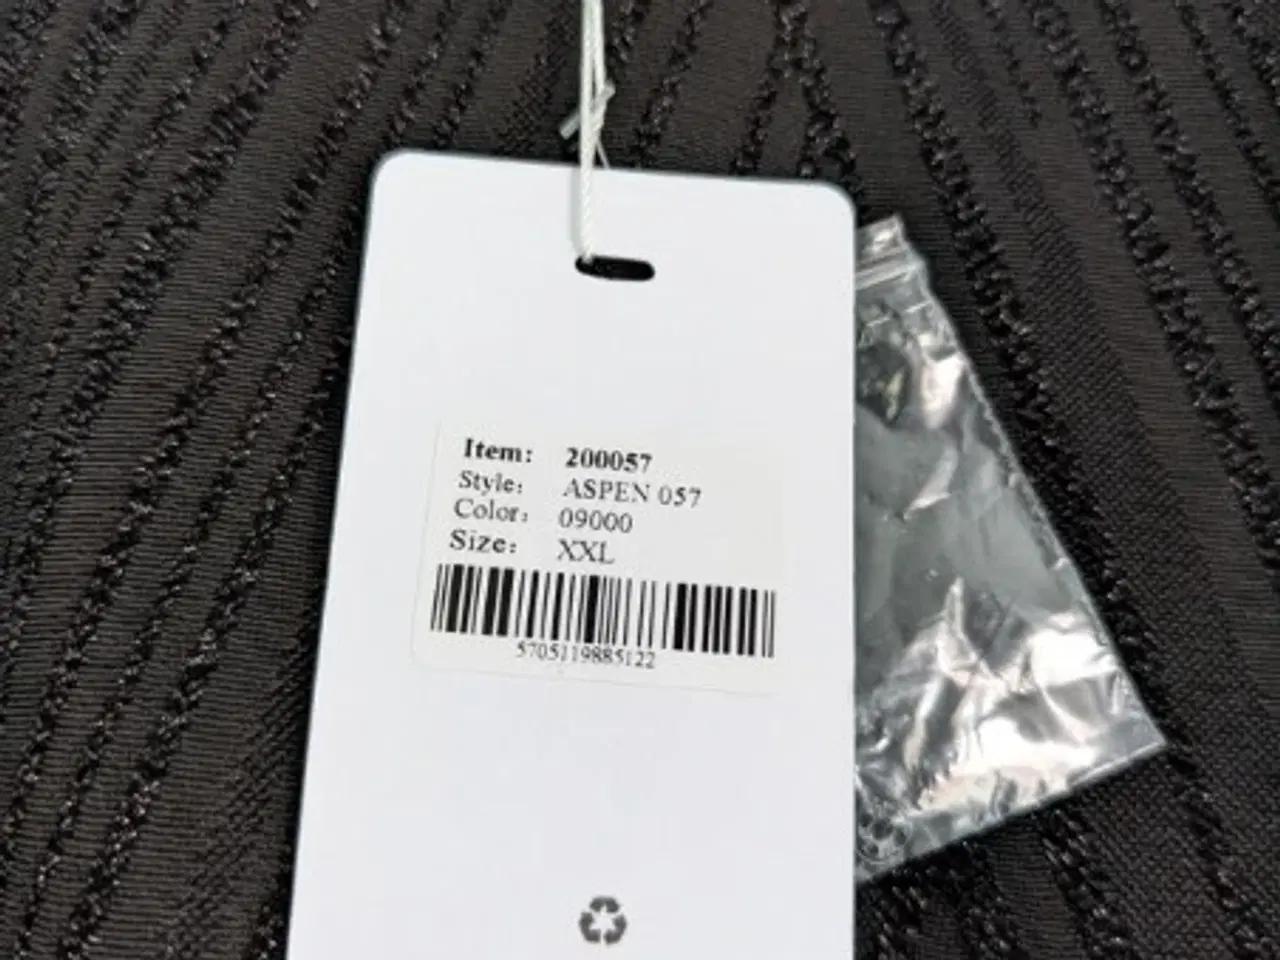 Item: 200057
Style: ASPEN 057
Color: 09000
Size: XXL
5705119885122